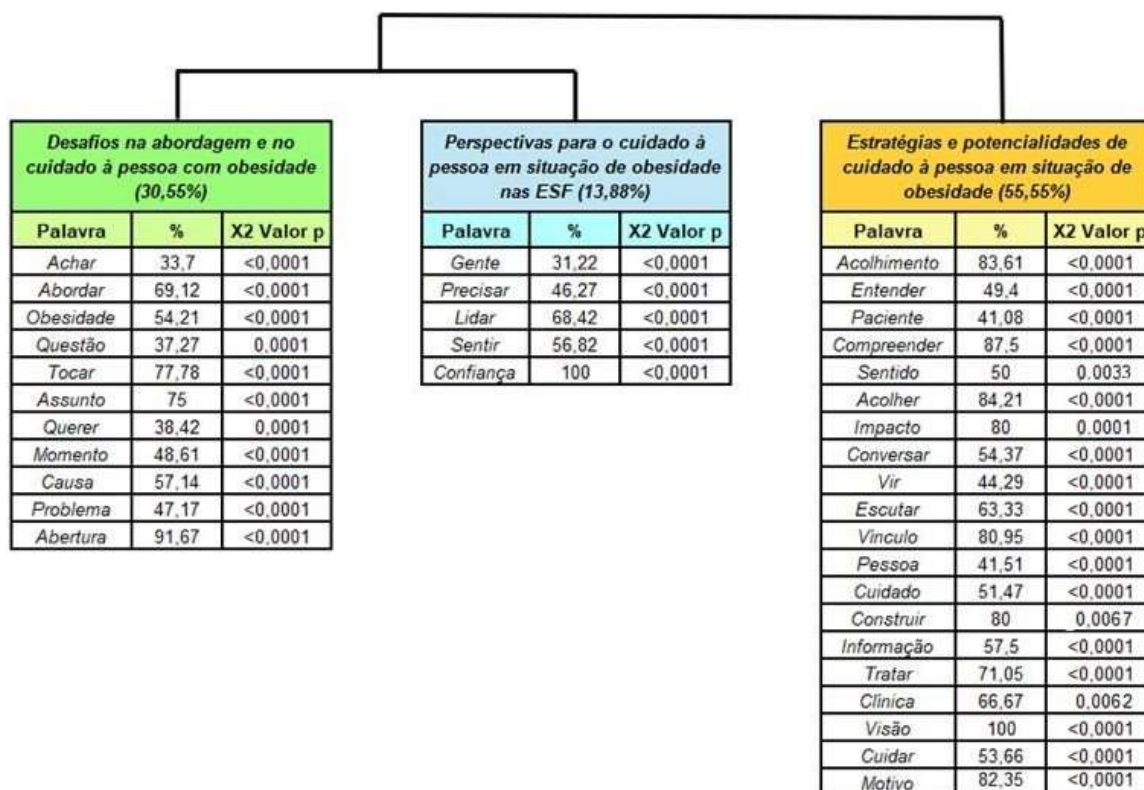 Desafios na abordagem e no
cuidado à pessoa com obesidade
(30,55%)
Palavra % X2 Valor p
Achar 33,7 <0,0001
Abordar 69,12 <0,0001
Obesidade 54,21 <0,0001
Questão 37,27 0,0001
Tocar 77,78 <0,0001
Assunto 75 <0,0001
Querer 38,42 0,0001
Momento 48,61 <0,0001
Causa 57,14 <0,0001
Problema 47,17 <0,0001
Abertura 91,67 <0,0001
Perspectivas para o cuidado à
pessoa em situação de obesidade
nas ESF (13,88%)
Palavra % X2 Valor p
Gente 31,22 <0,0001
Precisar 46,27 <0,0001
Lidar 68,42 <0,0001
Sentir 56,82 <0,0001
Confiança 100 <0,0001
Estratégias e potencialidades de
cuidado à pessoa em situação de
obesidade (55,55%)
Palavra % X2 Valor p
Acolhimento 83,61 <0,0001
Entender 49,4 <0,0001
Paciente 41,08 <0,0001
Compreender 87,5 <0,0001
Sentido 50 0.0033
Acolher 84,21 <0,0001
Impacto 80 0.0001
Conversar 54,37 <0,0001
Vir 44,29 <0,0001
Escutar 63,33 <0,0001
Vinculo 80,95 <0,0001
Pessoa 41,51 <0,0001
Cuidado 51,47 <0,0001
Construir 80 0,0067
Informação 57,5 <0,0001
Tratar 71,05 <0,0001
Clinica 66,67 0,0062
Visão 100 <0,0001
Cuidar 53,66 <0,0001
Motivo 82,35 <0,0001